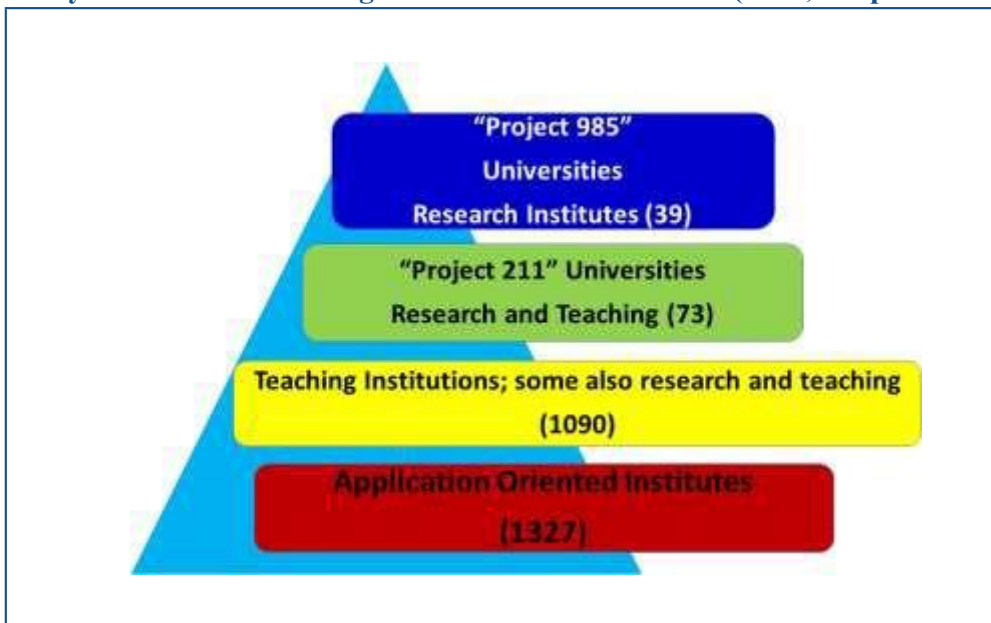 “Project 985”
Universities
Research Institutes (39)
“Project 211” Universities
Research and Teaching (73)
Teaching Institutions; some also research and teaching
(1090)
Application Oriented Institutes
(1327)